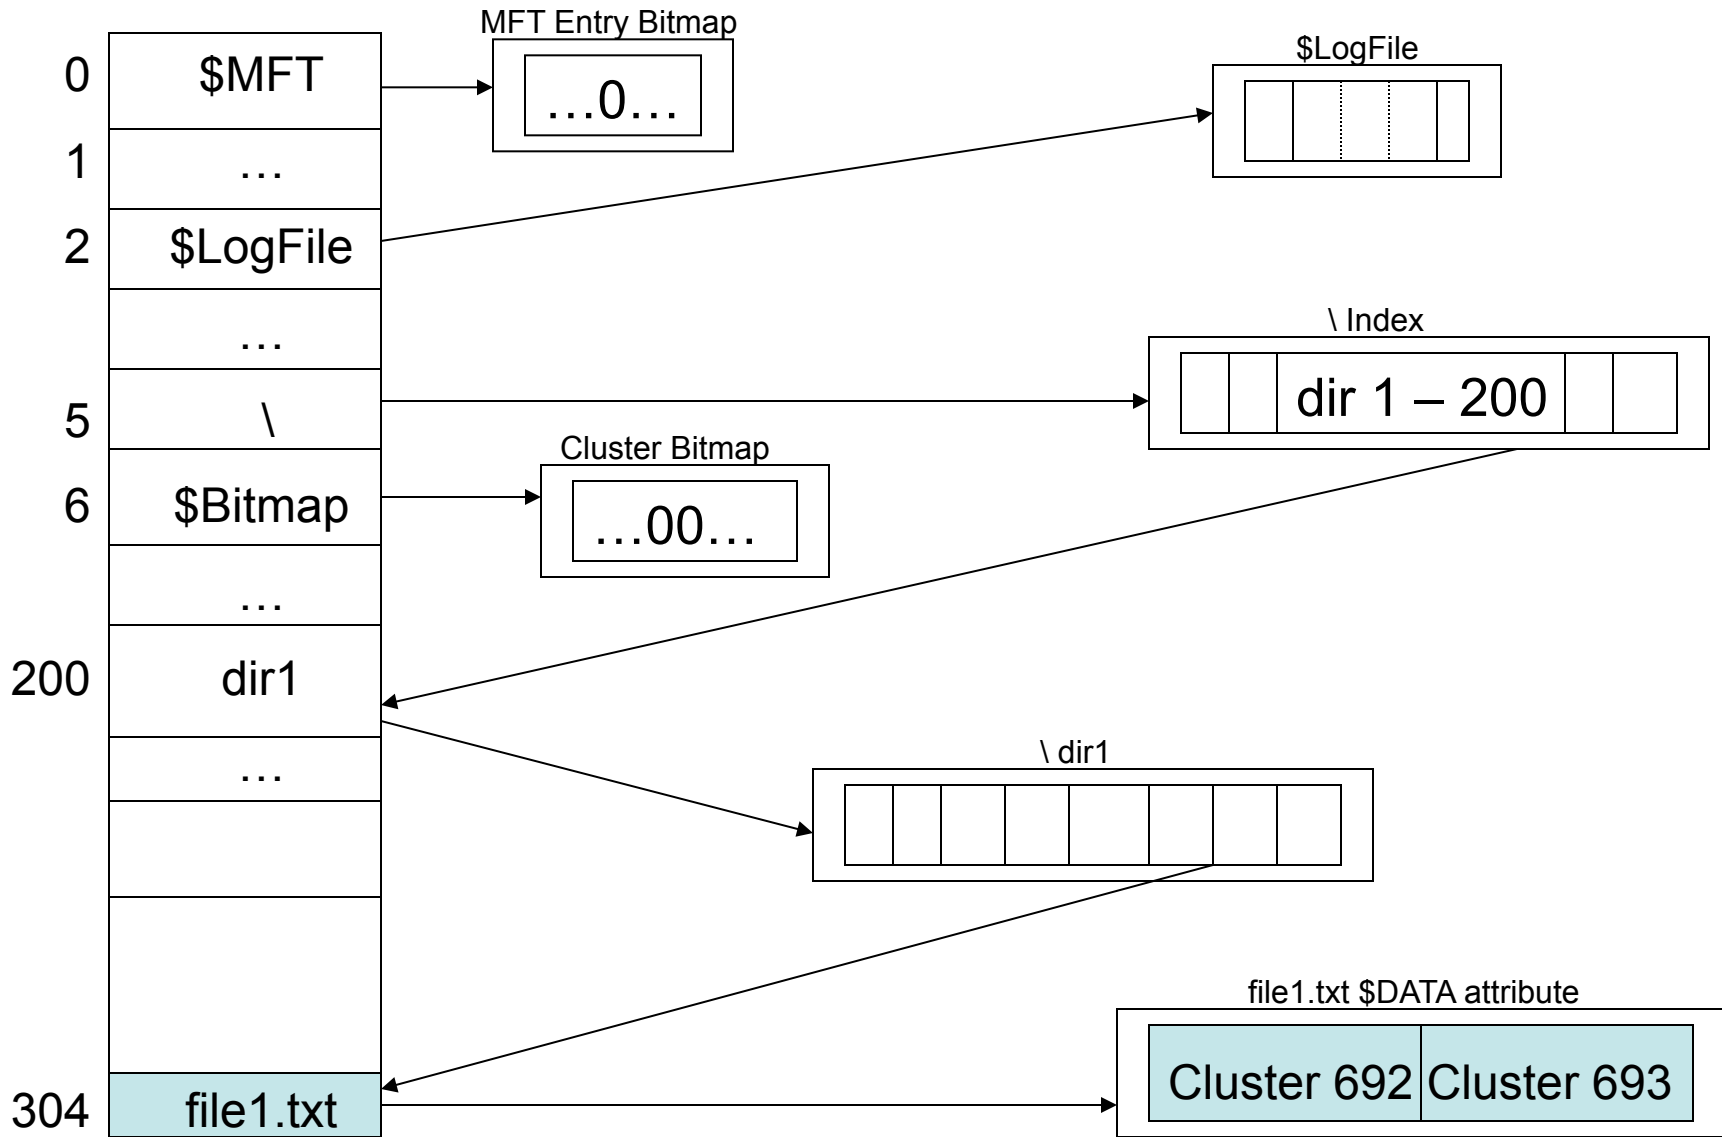 MFT Entry Bitmap
0 $MFT
…0…
$LogFile
1 …
2 $LogFile
…
\ Index
dir 1 – 200
5 \
Cluster Bitmap
6 $Bitmap
…00…
…
200 dir1
…
\ dir1
file1.txt $DATA attribute
Cluster 692 Cluster 693
304 file1.txt